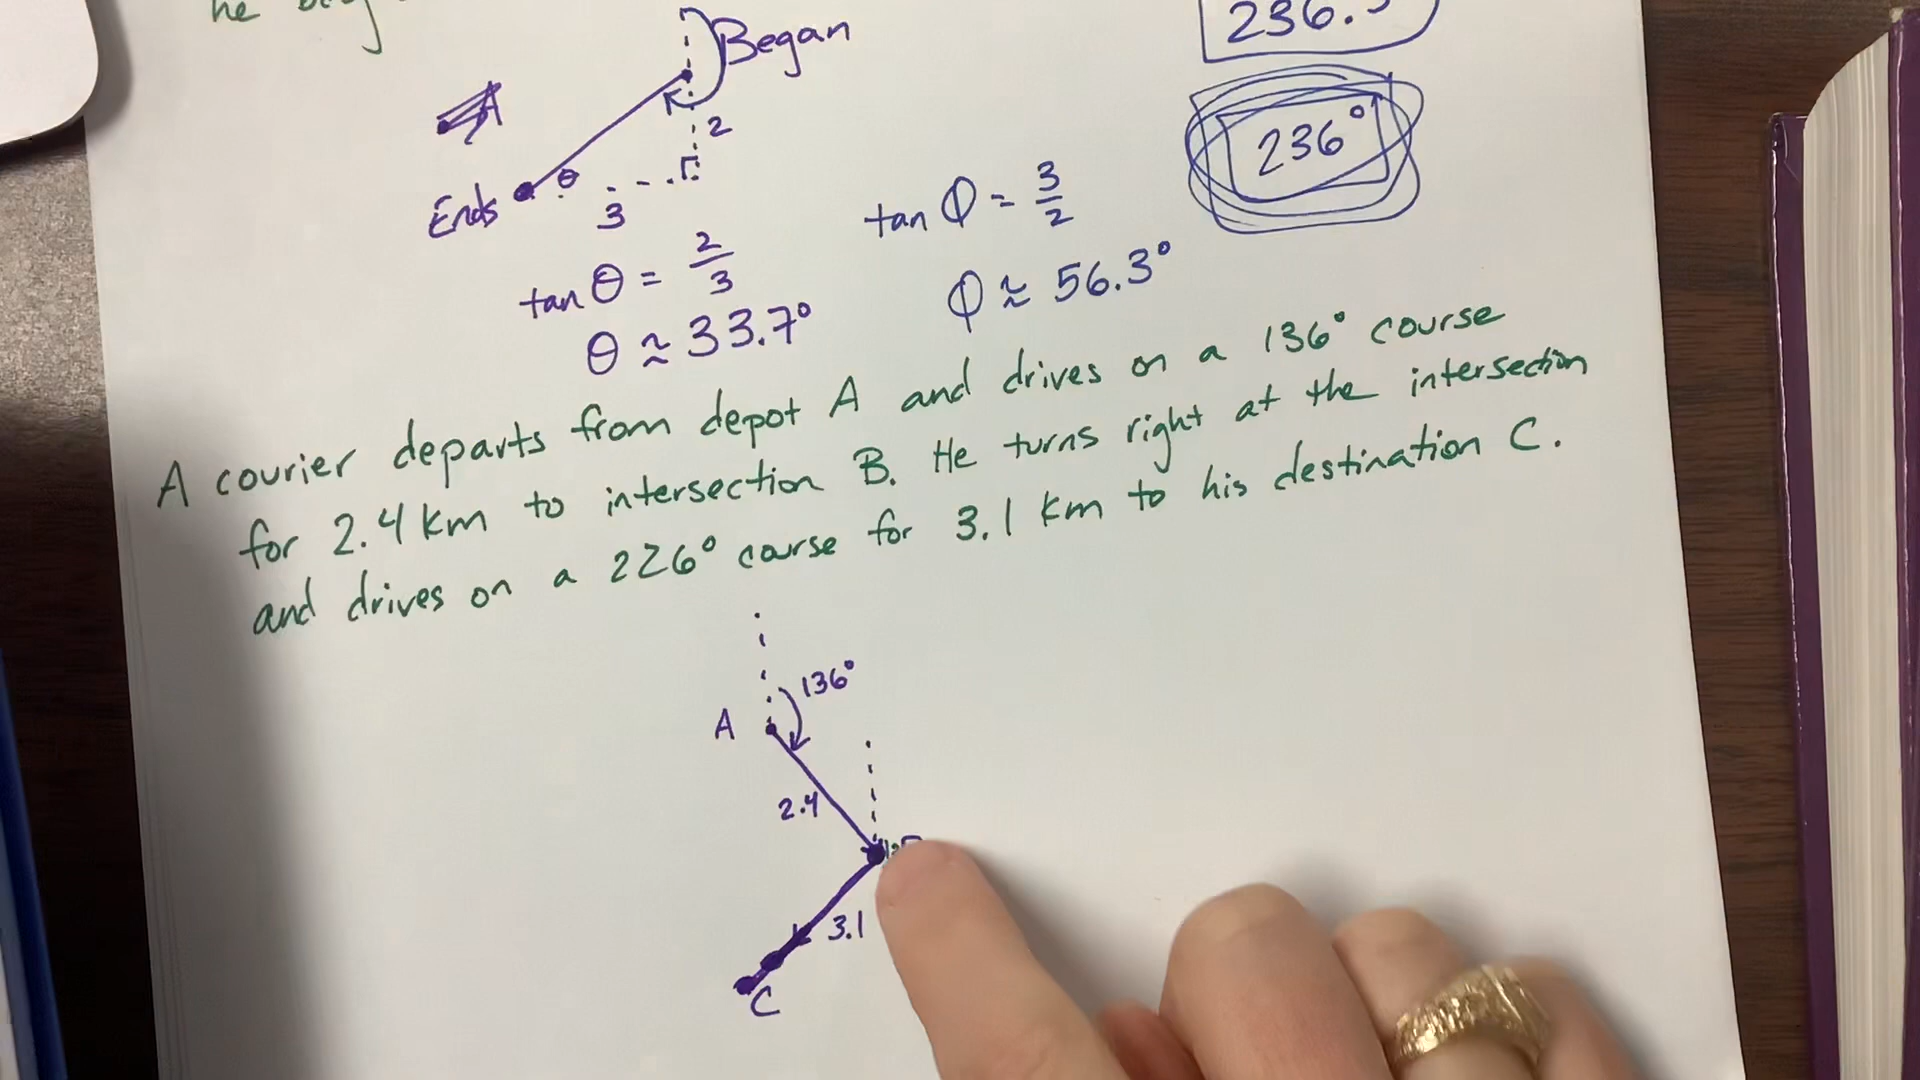 he
236.
Began
236°
2
Ends θ
3
tan θ = 2/3
tan Φ = 3/2
θ ≈ 33.7°
Φ ≈ 56.3°
A courier departs from depot A and drives on a 136° course
for 2.4 km to intersection B. He turns right at the intersection
and drives on a 226° course for 3.1 km to his destination C.
136°
A
2.4
3.1
C